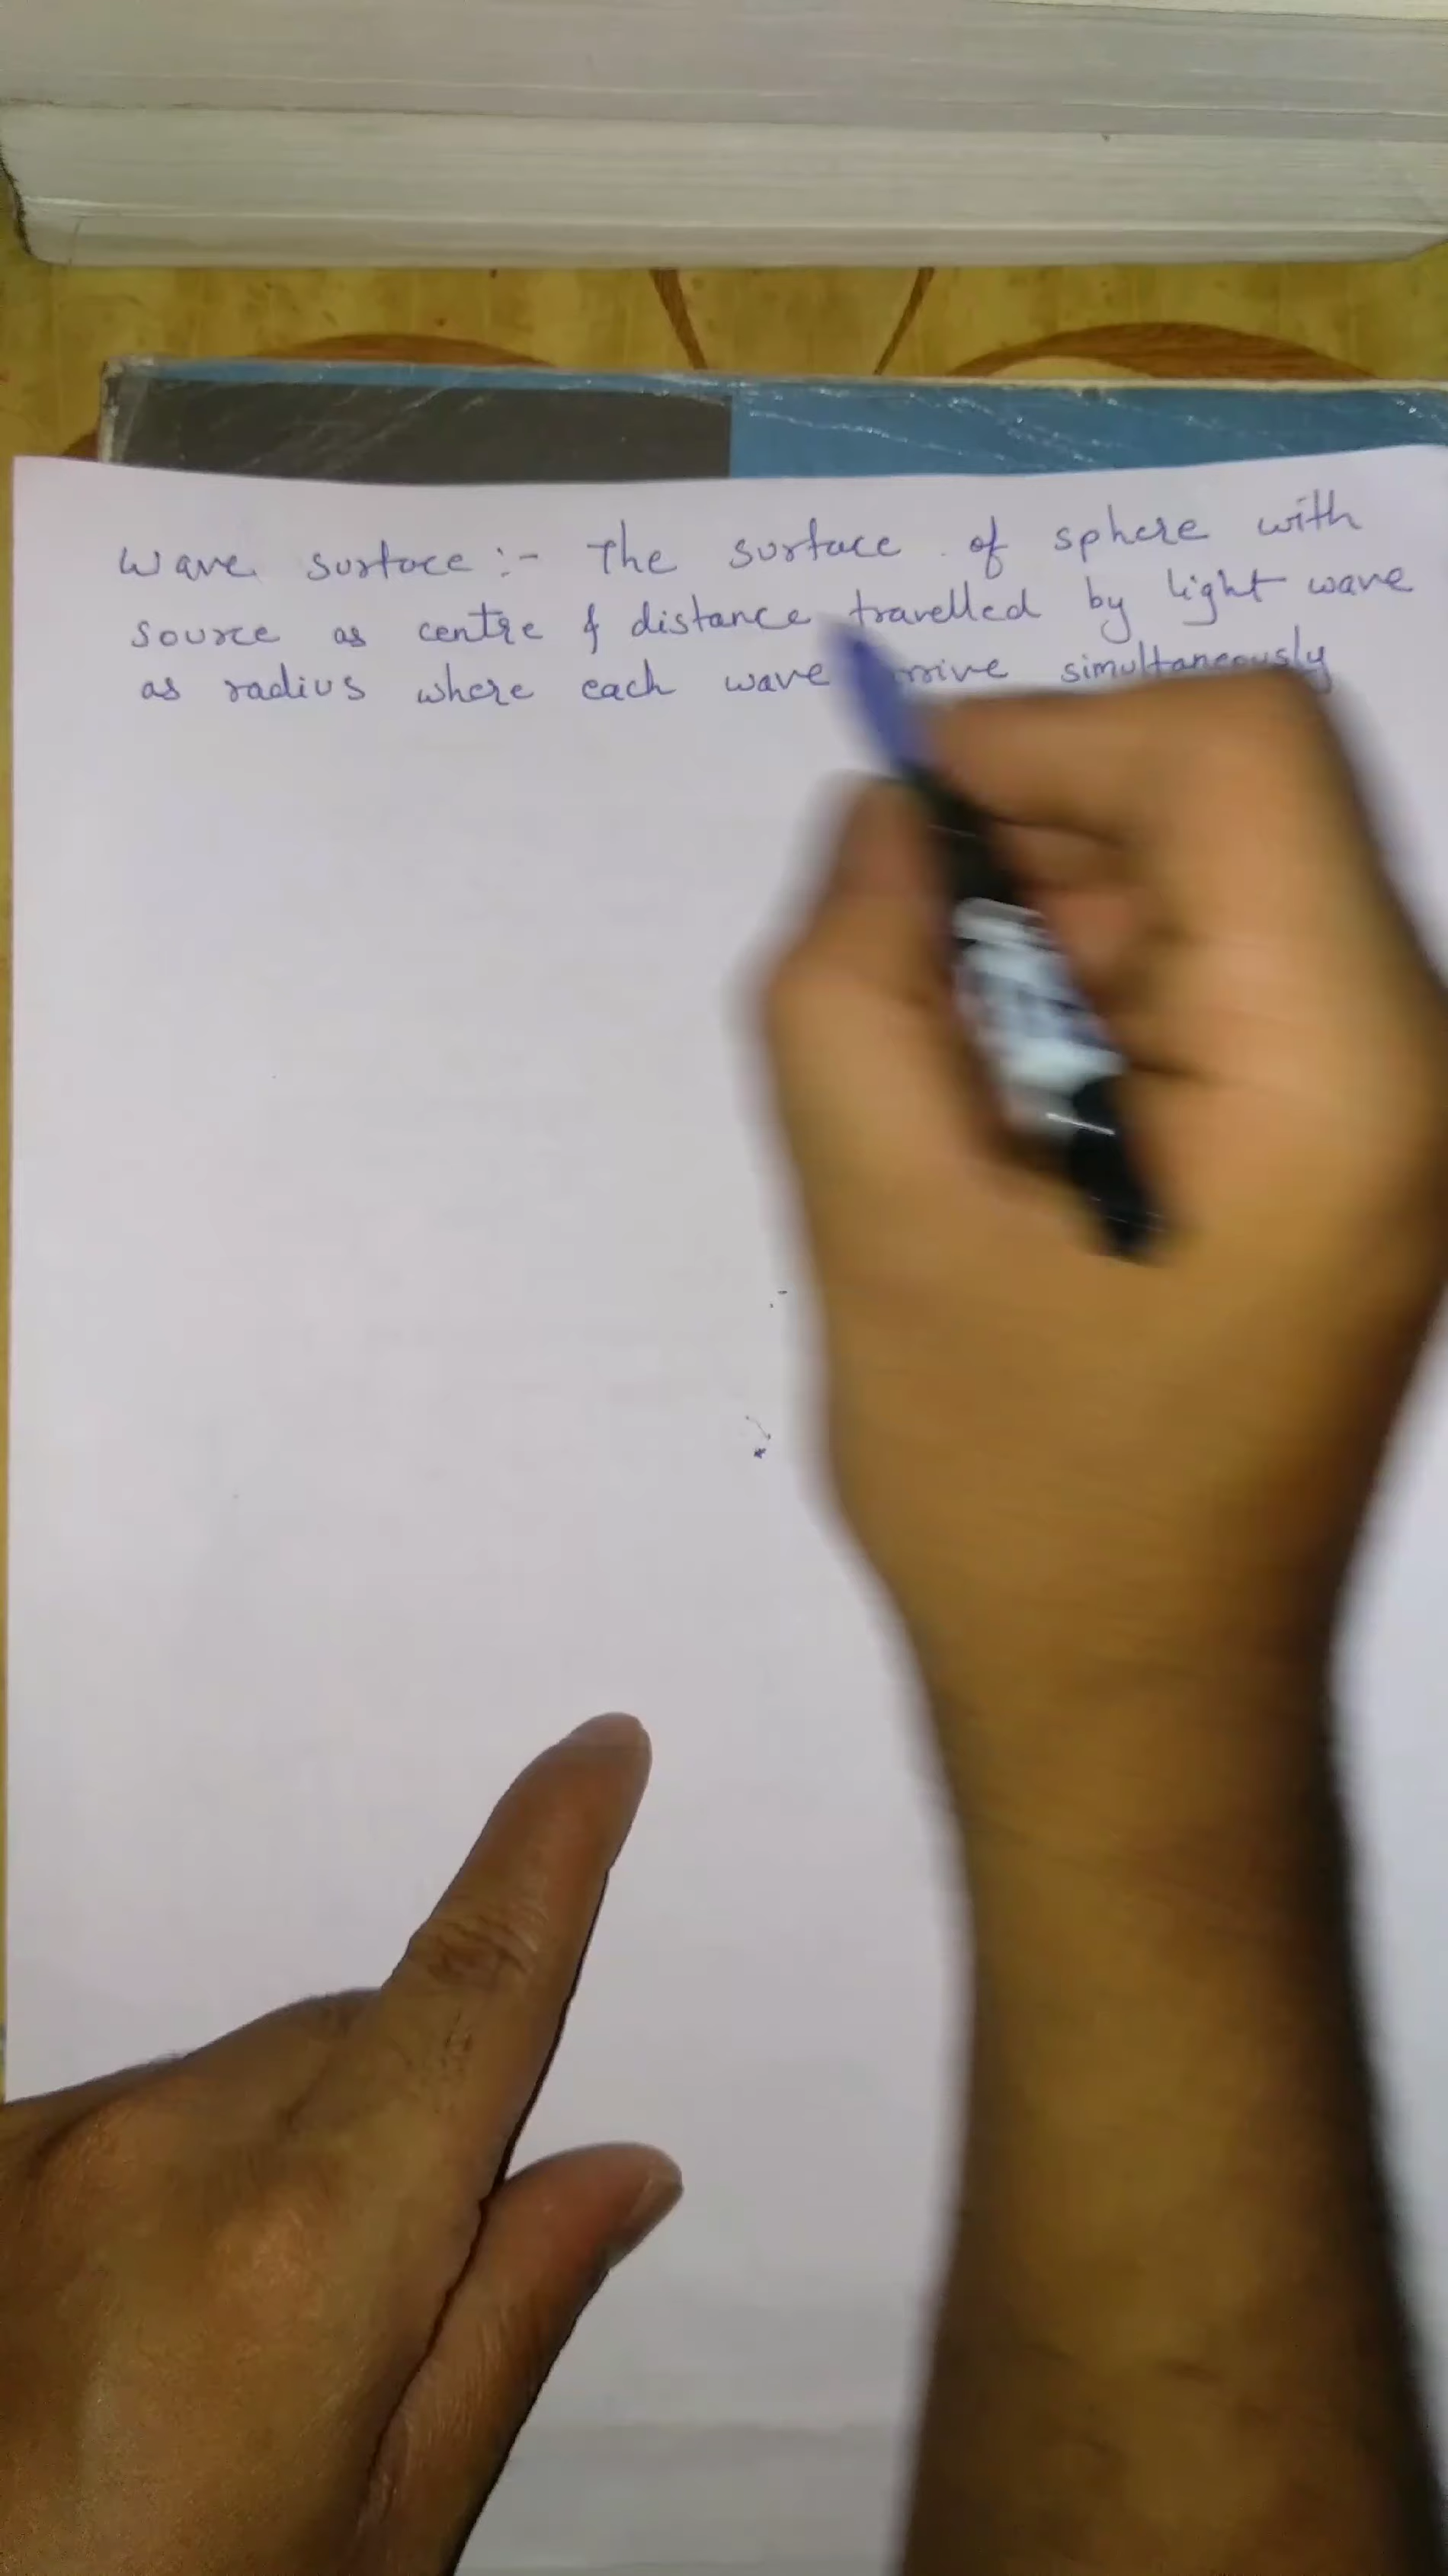 Wave surface :- The surface of sphere with
source as centre & distance travelled by light wave
as radius where each wave arrive simultaneously